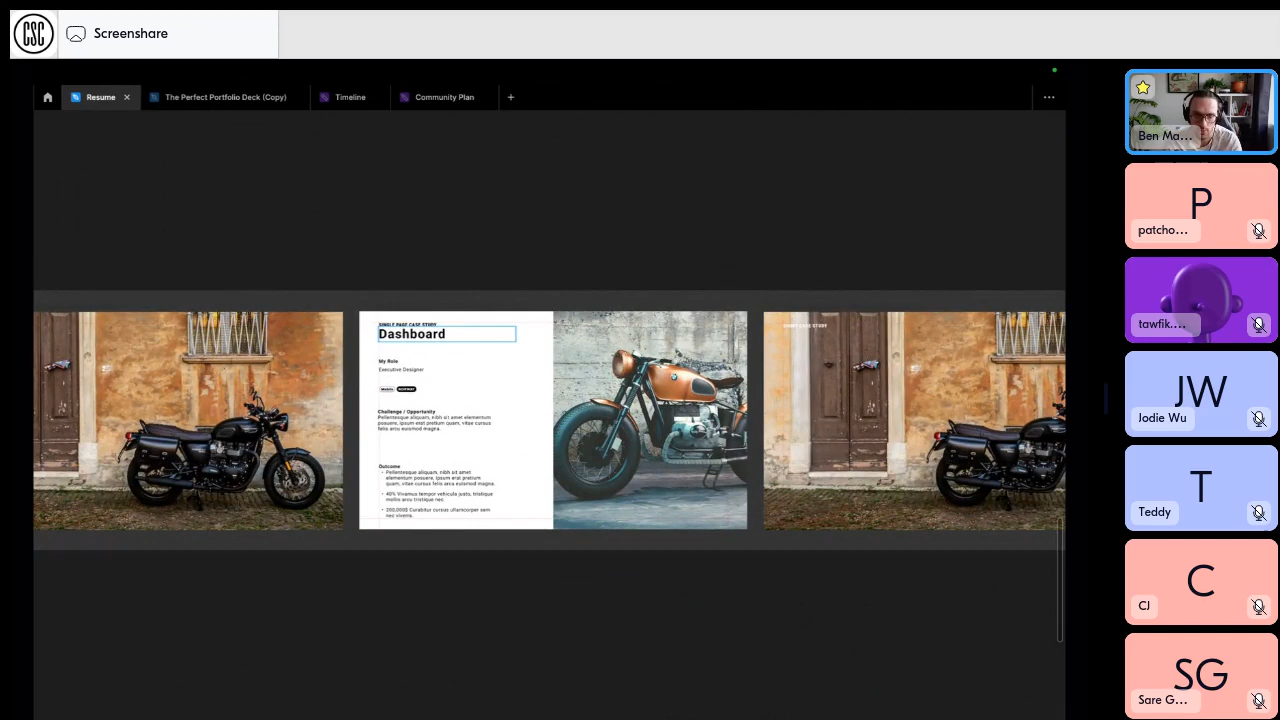 CSC
Screenshare
Resume
The Perfect Portfolio Deck (Copy)
Timeline
Community Plan
SINGLE PAGE CASE STUDY
Dashboard
My Role
Executive Designer
Mobile
Challenge / Opportunity
Pellentesque aliquam, nibh sit amet elementum
posuere, ipsum erat pretium quam, vitae cursus
felis arcu euismod magna.
Outcome
• Pellentesque aliquam, nibh sit amet
elementum posuere, ipsum erat pretium
quam, vitae cursus felis arcu euismod magna.
• 40% Vivamus tempor vehicula justo, tristique
mollis arcu tristique nec.
• 200,000$ Curabitur cursus ullamcorper sem
nec viverra.
CASE STUDY
Ben Ma...
P
patcho...
tawfik....
JW
Jodie Wu
T
Teddy
C
CJ
SG
Sare G...